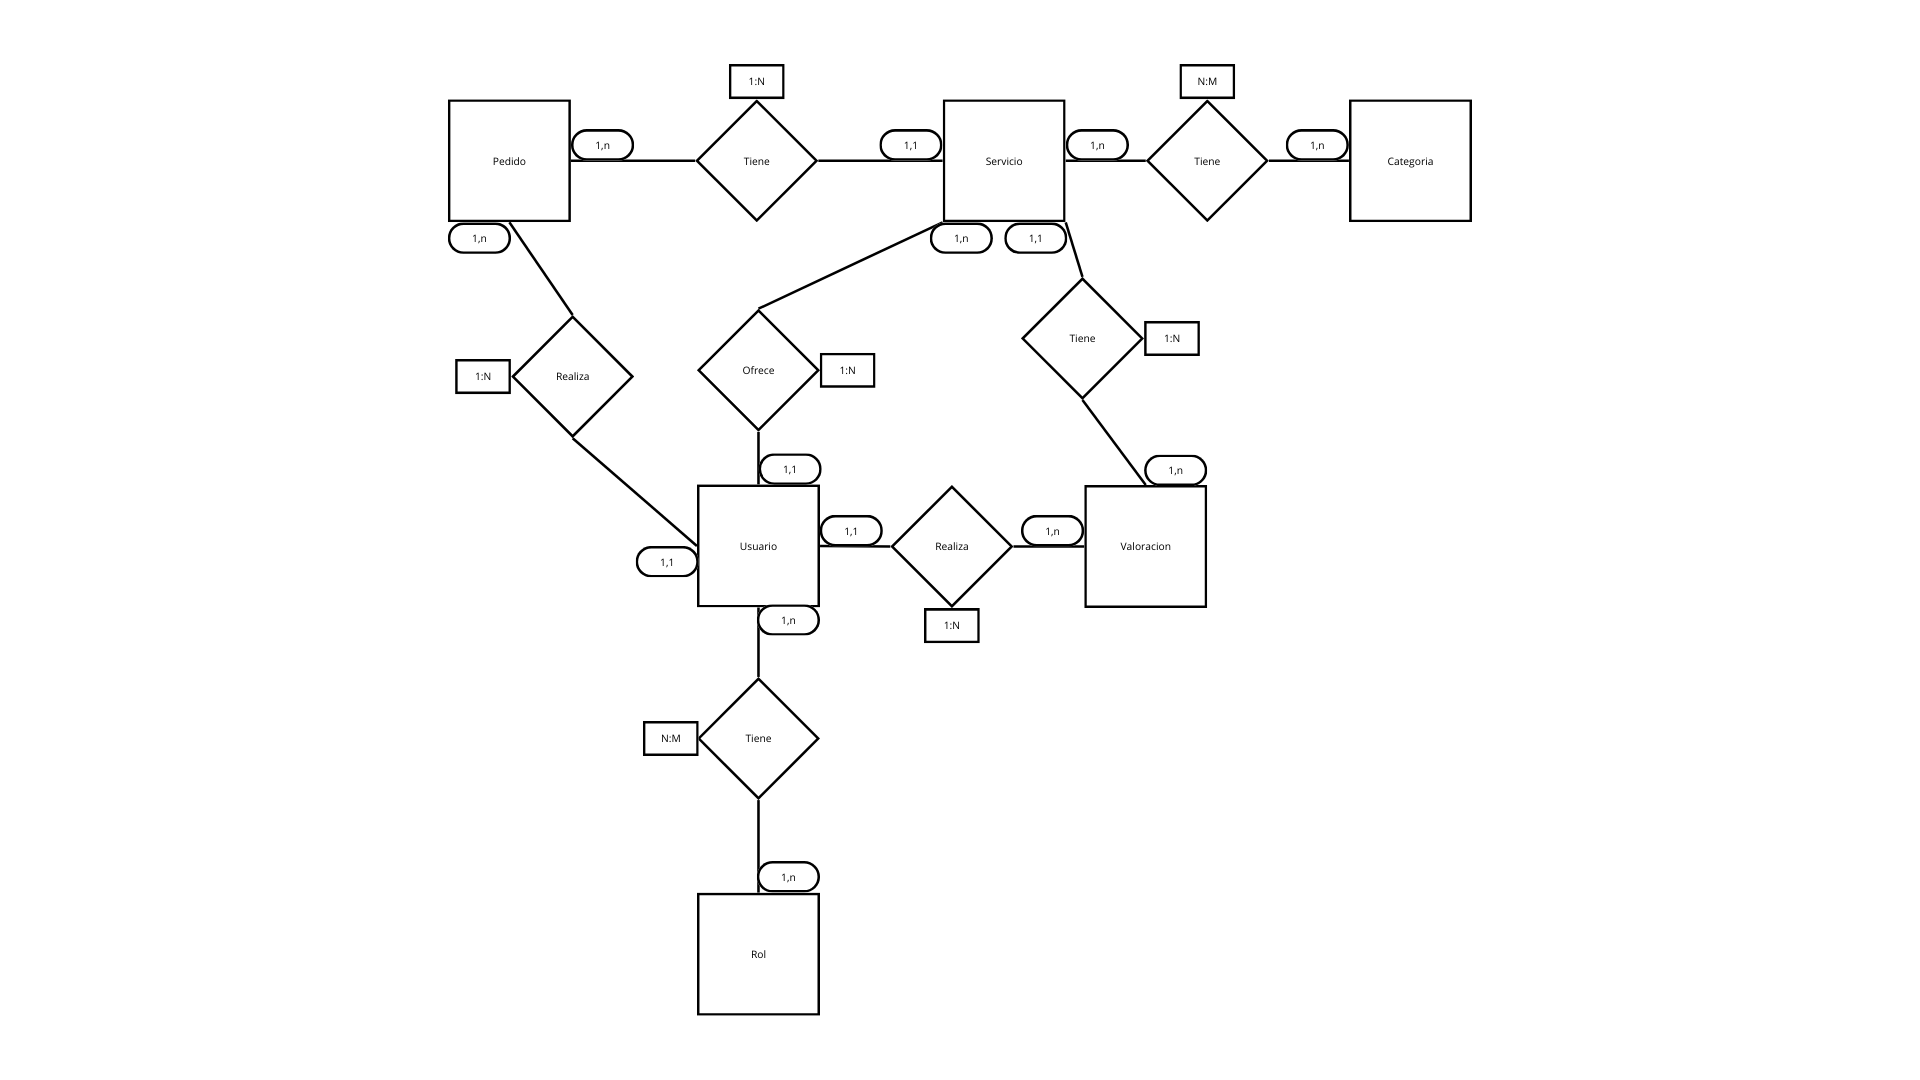 1:N
N:M
1,n
1,1
1,n
1,n
Pedido
Tiene
Servicio
Tiene
Categoria
1,n
1,n
1,1
Tiene
1:N
1:N
Realiza
Ofrece
1:N
1,1
1,n
1,1
1,n
Usuario
Realiza
Valoracion
1,1
1,n
1:N
N:M
Tiene
1,n
Rol